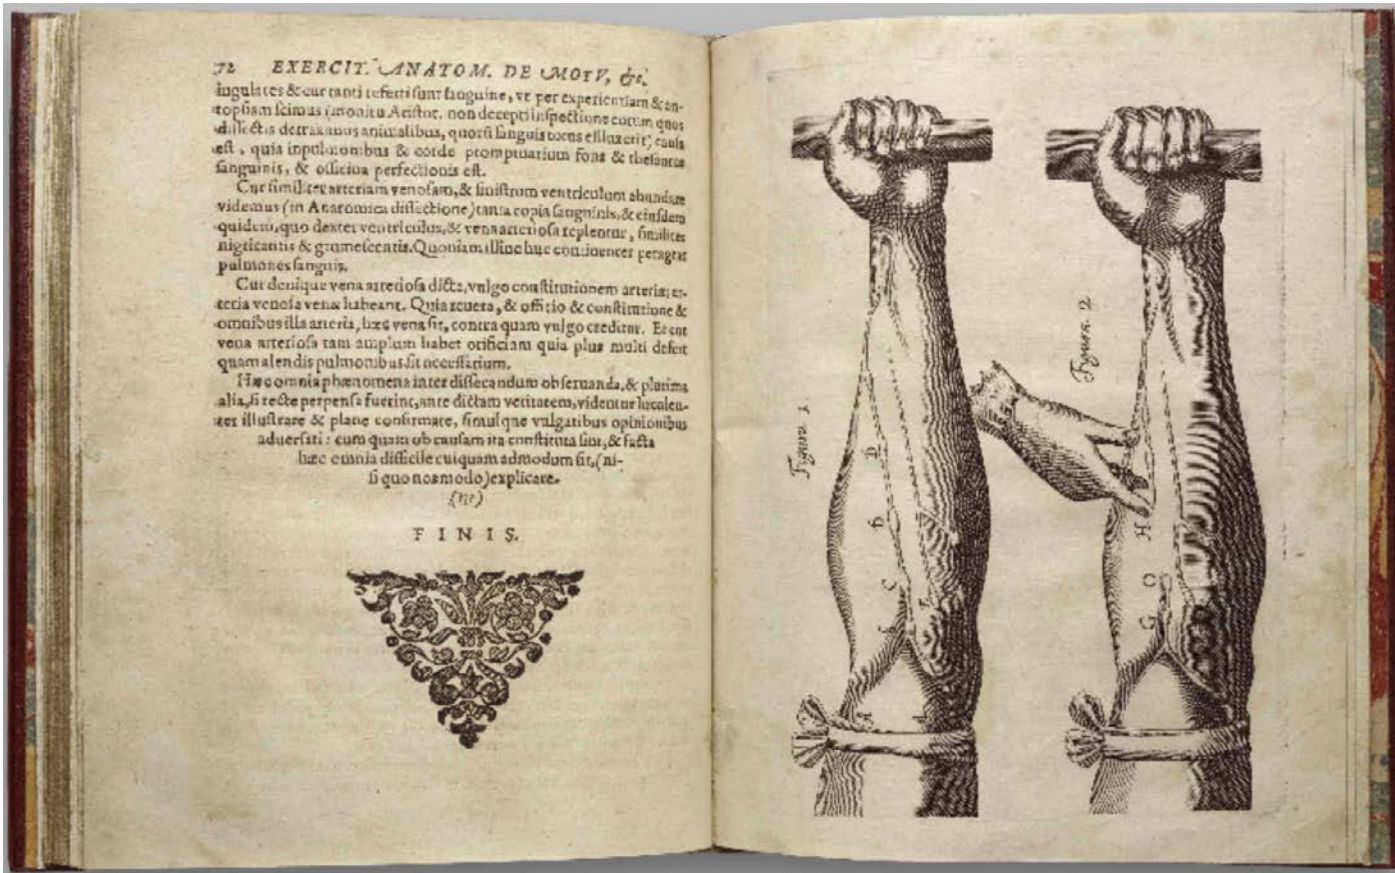 72 EXERCIT. ANATOM. DE MOTV, &c.
singulares & cur tanti referti sunt sanguine, vt per experientiam & au-
topsiam scimus (monitu Aristot. non decepti inspectione eorum quos
dissectis detraximus animalibus, quorū sanguis totus effluxerit) causa
est, quia in pulmonibus & corde promptuarium fons & thesaurus
sanguinis, & officina perfectionis est.
Cur similiter arteriam venosam, & sinistrum ventriculum abundare
videmus (in Anatomica dissectione) tanta copia sanguinis, & eiusdem
quidem, quo dexter ventriculus, & vena arteriosa replentur, similiter
nigricantis & grumescentis. Quoniam illinc huc continenter peragrat
pulmones sanguis.
Cur denique vena arteriosa dicta, vulgo constitutionem arteriæ; ar-
teria venosa venæ habeant. Quia reuera, & officio & constitutione &
omnibus illa arteria, hæc vena sit, contra quam vulgo creditur. Et cur
vena arteriosa tam amplum habet orificium quia plus multi defert
quam alendis pulmonibus sit necessarium.
Hæc omnia phænomena inter dissecandum obseruanda, & plurima
alia, si recte perpensa fuerint, ante dictam veritatem, videntur luculen-
ter illustrare & plane confirmare, simulque vulgatibus opinionibus
aduersari: cum quam ob causam ita constituta sint, & facta
hæc omnia difficile cuiquam admodum sit, (ni-
si quo nos modo) explicare.
FINIS.
Figura 1
D
C
F
Figura 2
H
O
G